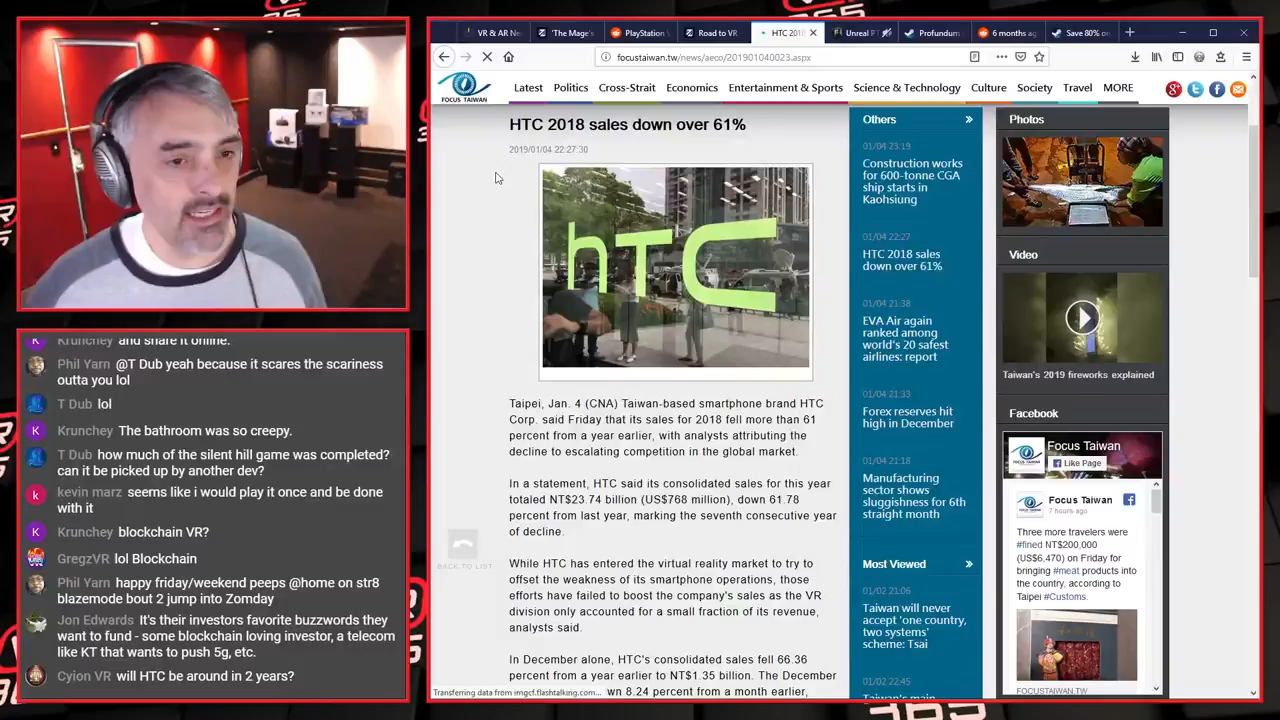 VR & AR Ne
'The Mage's
PlayStation
Road to VR
HTC 2018
Unreal PT
Profundum
6 months a
Save 80% o
focustaiwan.tw/news/aeco/201901040023.aspx
FOCUS TAIWAN
Latest
Politics
Cross-Strait
Economics
Entertainment & Sports
Science & Technology
Culture
Society
Travel
MORE
HTC 2018 sales down over 61%
2019/01/04 22:27:30
hTC
Taipei, Jan. 4 (CNA) Taiwan-based smartphone brand HTC
Corp. said Friday that its sales for 2018 fell more than 61
percent from a year earlier, with analysts attributing the
decline to escalating competition in the global market.
In a statement, HTC said its consolidated sales for this year
totaled NT$23.74 billion (US$768 million), down 61.78
percent from last year, marking the seventh consecutive year
of decline.
While HTC has entered the virtual reality market to try to
offset the weakness of its smartphone operations, those
efforts have failed to boost the company's sales as the VR
division only accounted for a small fraction of its revenue,
analysts said.
In December alone, HTC's consolidated sales fell 66.36
percent from a year earlier to NT$1.35 billion. The December
wn 8.24 percent from a month earlier,
Transferring data from imgcf.flashtalking.com...
BACK TO LIST
Others
01/04 23:19
Construction works
for 600-tonne CGA
ship starts in
Kaohsiung
01/04 22:27
HTC 2018 sales
down over 61%
01/04 21:38
EVA Air again
ranked among
world's 20 safest
airlines: report
01/04 21:33
Forex reserves hit
high in December
01/04 21:18
Manufacturing
sector shows
sluggishness for 6th
straight month
Most Viewed
01/02 21:06
Taiwan will never
accept 'one country,
two systems'
scheme: Tsai
01/02 22:45
Taiwan's main
Photos
Video
Taiwan's 2019 fireworks explained
Facebook
Focus Taiwan
Like Page
Focus Taiwan
7 hours ago
Three more travelers were
#fined NT$200,000
(US$6,470) on Friday for
bringing #meat products into
the country, according to
Taipei #Customs.
FOCUSTAIWAN.TW
Krunchey and share it online.
Phil Yarn @T Dub yeah because it scares the scariness
outta you lol
T Dub lol
Krunchey The bathroom was so creepy.
T Dub how much of the silent hill game was completed?
can it be picked up by another dev?
kevin marz seems like i would play it once and be done
with it
Krunchey blockchain VR?
GregzVR lol Blockchain
Phil Yarn happy friday/weekend peeps @home on str8
blazemode bout 2 jump into Zomday
Jon Edwards It's their investors favorite buzzwords they
want to fund - some blockchain loving investor, a telecom
like KT that wants to push 5g, etc.
Cyion VR will HTC be around in 2 years?